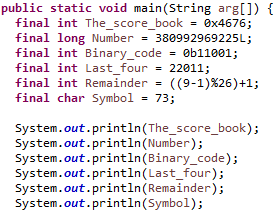 public static void main(String arg[]) {
final int The_score_book = 0x4676;
final long Number = 380992969225L;
final int Binary_code = 0b11001;
final int Last_four = 22011;
final int Remainder = ((9-1)%26)+1;
final char Symbol = 73;
System.out.println(The_score_book);
System.out.println(Number);
System.out.println(Binary_code);
System.out.println(Last_four);
System.out.println(Remainder);
System.out.println(Symbol);